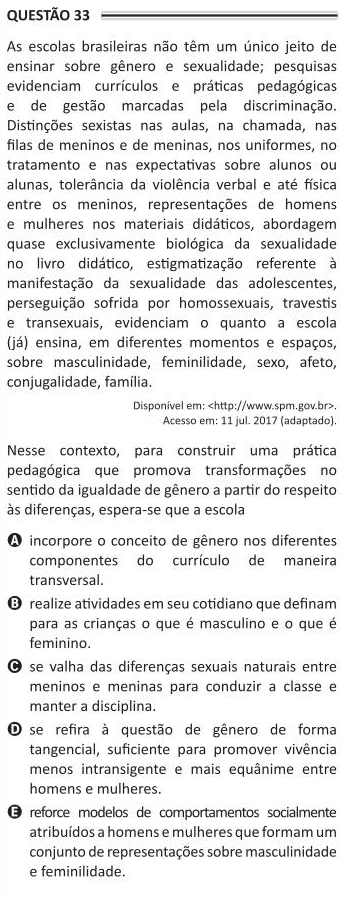 QUESTÃO 33
As escolas brasileiras não têm um único jeito de
ensinar sobre gênero e sexualidade; pesquisas
evidenciam currículos e práticas pedagógicas
e de gestão marcadas pela discriminação.
Distinções sexistas nas aulas, na chamada, nas
filas de meninos e de meninas, nos uniformes, no
tratamento e nas expectativas sobre alunos ou
alunas, tolerância da violência verbal e até física
entre os meninos, representações de homens
e mulheres nos materiais didáticos, abordagem
quase exclusivamente biológica da sexualidade
no livro didático, estigmatização referente à
manifestação da sexualidade das adolescentes,
perseguição sofrida por homossexuais, travestis
e transexuais, evidenciam o quanto a escola
(já) ensina, em diferentes momentos e espaços,
sobre masculinidade, feminilidade, sexo, afeto,
conjugalidade, família.
Disponível em: <http://www.spm.gov.br>.
Acesso em: 11 jul. 2017 (adaptado).
Nesse contexto, para construir uma prática
pedagógica que promova transformações no
sentido da igualdade de gênero a partir do respeito
às diferenças, espera-se que a escola
A incorpore o conceito de gênero nos diferentes
componentes do currículo de maneira
transversal.
B realize atividades em seu cotidiano que definam
para as crianças o que é masculino e o que é
feminino.
C se valha das diferenças sexuais naturais entre
meninos e meninas para conduzir a classe e
manter a disciplina.
D se refira à questão de gênero de forma
tangencial, suficiente para promover vivência
menos intransigente e mais equânime entre
homens e mulheres.
E reforce modelos de comportamentos socialmente
atribuídos a homens e mulheres que formam um
conjunto de representações sobre masculinidade
e feminilidade.